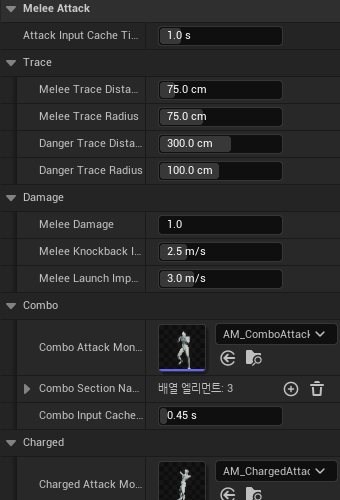 Melee Attack
Attack Input Cache Ti... 1.0 s
Trace
Melee Trace Dista... 75.0 cm
Melee Trace Radius 75.0 cm
Danger Trace Dista... 300.0 cm
Danger Trace Radius 100.0 cm
Damage
Melee Damage 1.0
Melee Knockback I... 2.5 m/s
Melee Launch Imp... 3.0 m/s
Combo
Combo Attack Mon... AM_ComboAttack
Combo Section Na... 배열 엘리먼트: 3
Combo Input Cache... 0.45 s
Charged
Charged Attack Mo... AM_ChargedAttac